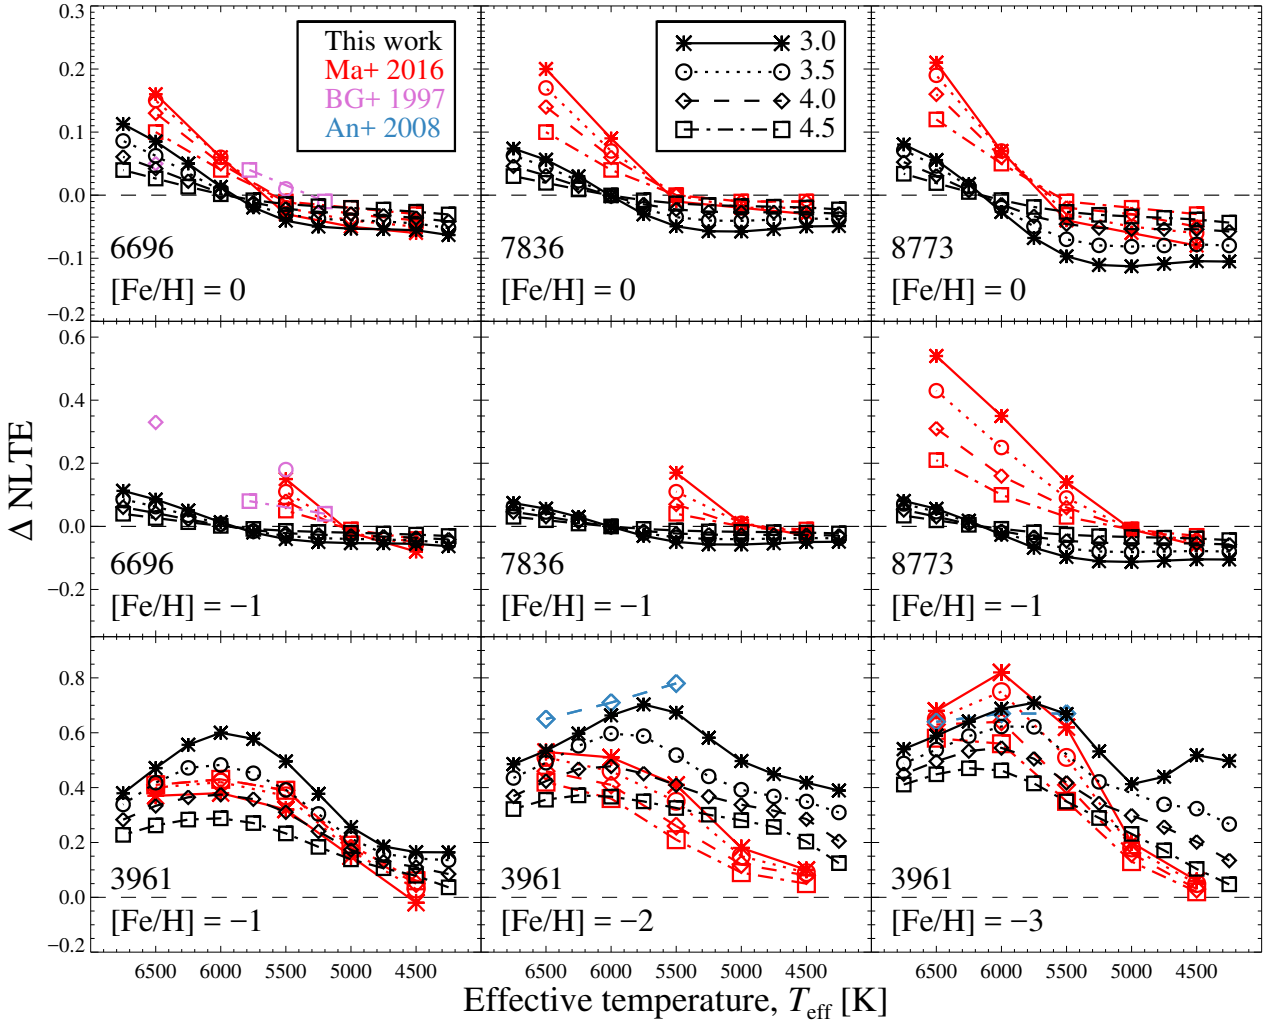 0.3
0.2
0.1
0.0
−0.1
−0.2
This work
Ma+ 2016
BG+ 1997
An+ 2008
3.0
3.5
4.0
4.5
6696
[Fe/H] = 0
7836
[Fe/H] = 0
8773
[Fe/H] = 0
Δ NLTE
0.6
0.4
0.2
0.0
−0.2
6696
[Fe/H] = −1
7836
[Fe/H] = −1
8773
[Fe/H] = −1
0.8
0.6
0.4
0.2
0.0
−0.2
3961
[Fe/H] = −1
3961
[Fe/H] = −2
3961
[Fe/H] = −3
6500 6000 5500 5000 4500
6500 6000 5500 5000 4500
6500 6000 5500 5000 4500
Effective temperature, T_eff [K]